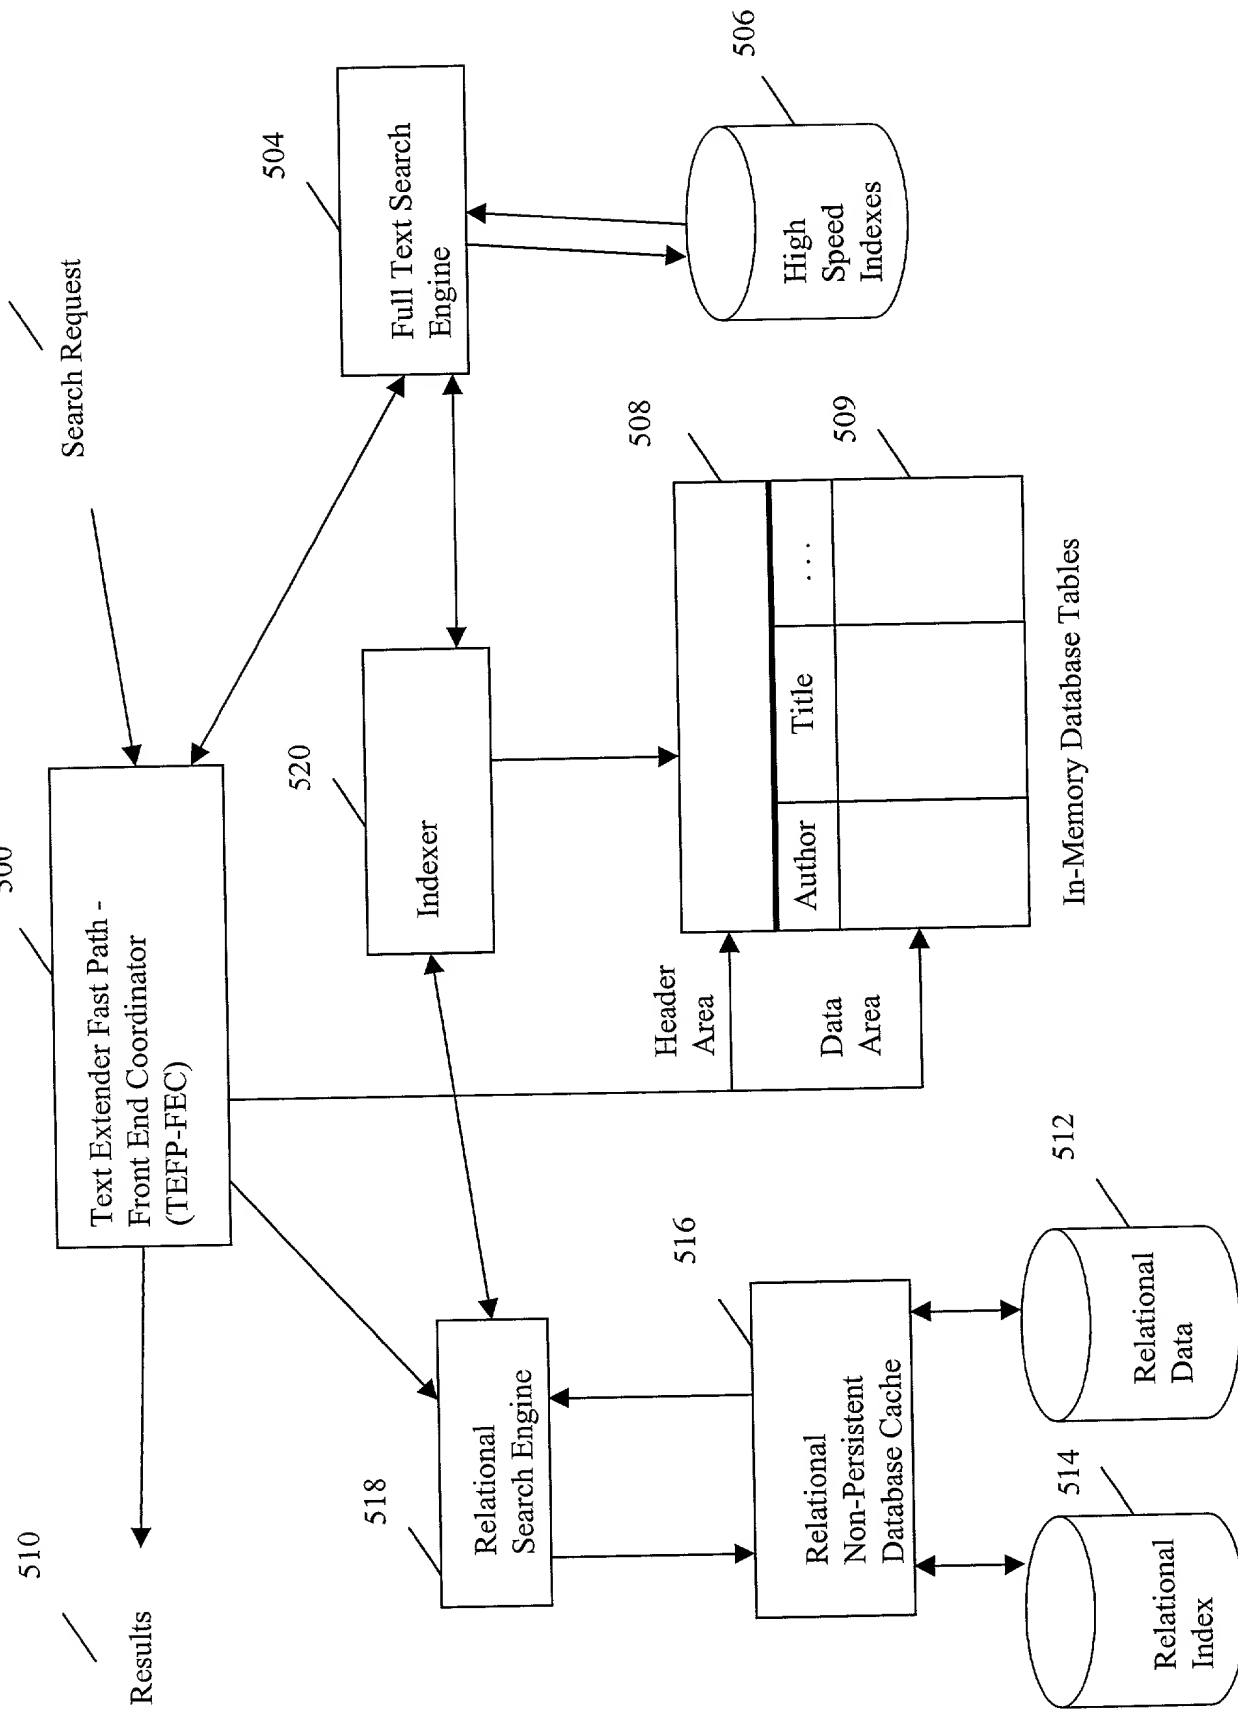 510
Results
500
Text Extender Fast Path -
Front End Coordinator
(TEFP-FEC)
Search Request
518
Relational
Search Engine
520
Indexer
504
Full Text Search
Engine
516
Relational
Non-Persistent
Database Cache
Header
Area
Data
Area
508
Author
Title
...
509
In-Memory Database Tables
506
High
Speed
Indexes
514
Relational
Index
512
Relational
Data